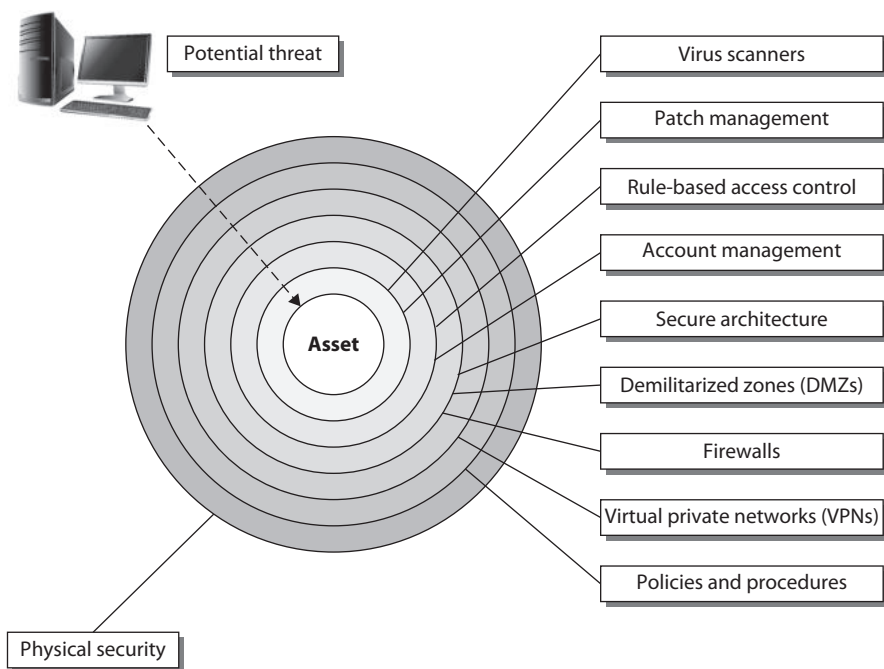 Potential threat
Virus scanners
Patch management
Rule-based access control
Account management
Secure architecture
Demilitarized zones (DMZs)
Firewalls
Virtual private networks (VPNs)
Policies and procedures
Asset
Physical security